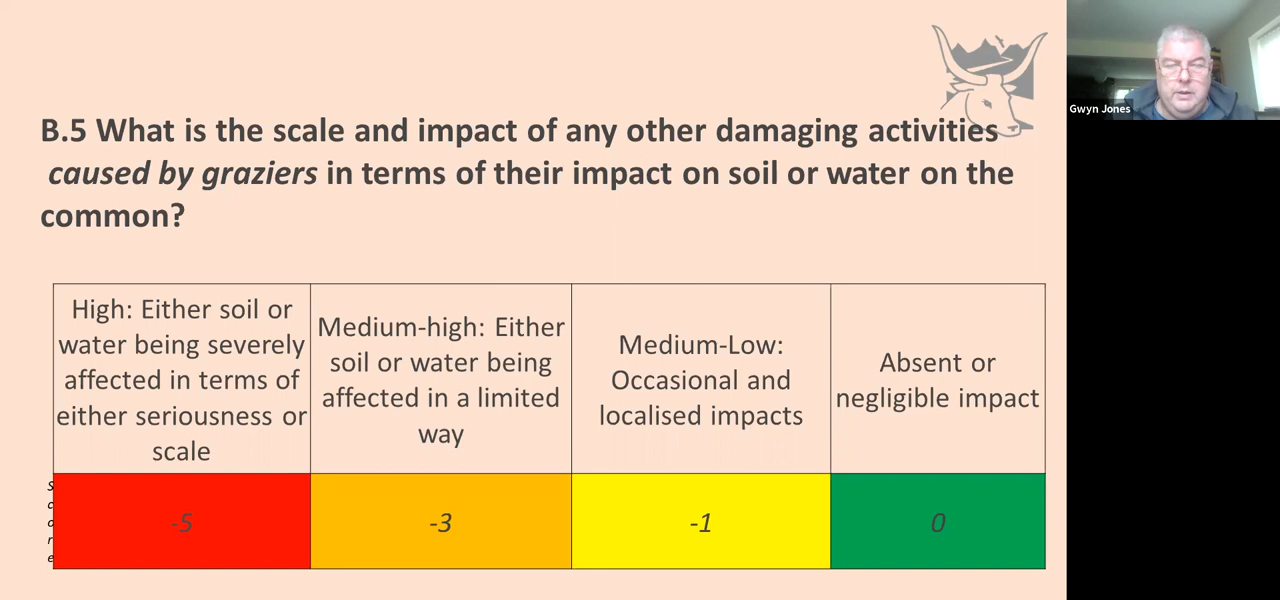 B.5 What is the scale and impact of any other damaging activities
caused by graziers in terms of their impact on soil or water on the
common?
High: Either soil or
water being severely
affected in terms of
either seriousness or
scale
Medium-high: Either
soil or water being
affected in a limited
way
Medium-Low:
Occasional and
localised impacts
Absent or
negligible impact
Score
-5
-3
-1
0
Gwyn Jones